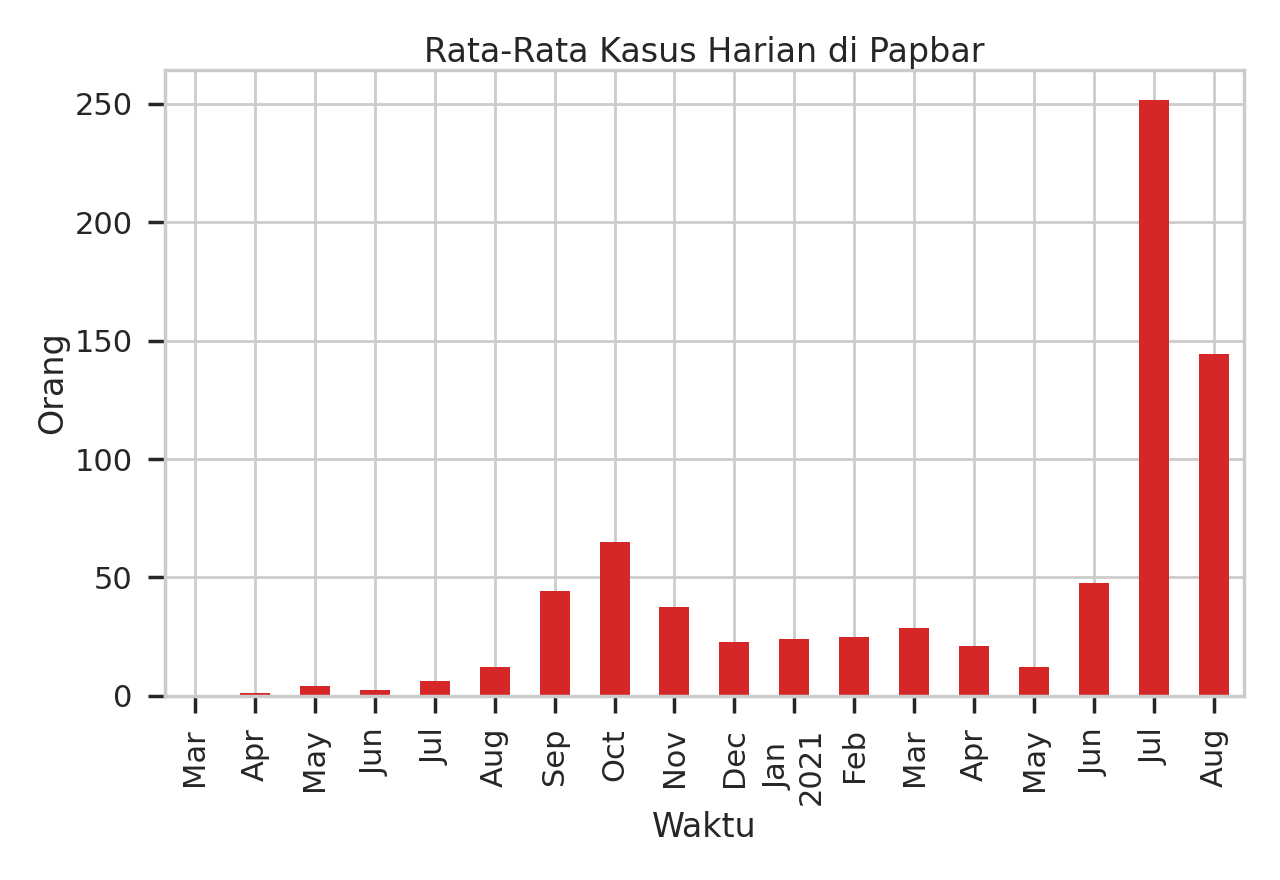 Rata-Rata Kasus Harian di Papbar
Orang
250
200
150
100
50
0
Mar
Apr
May
Jun
Jul
Aug
Sep
Oct
Nov
Dec
Jan
2021
Feb
Mar
Apr
May
Jun
Jul
Aug
Waktu